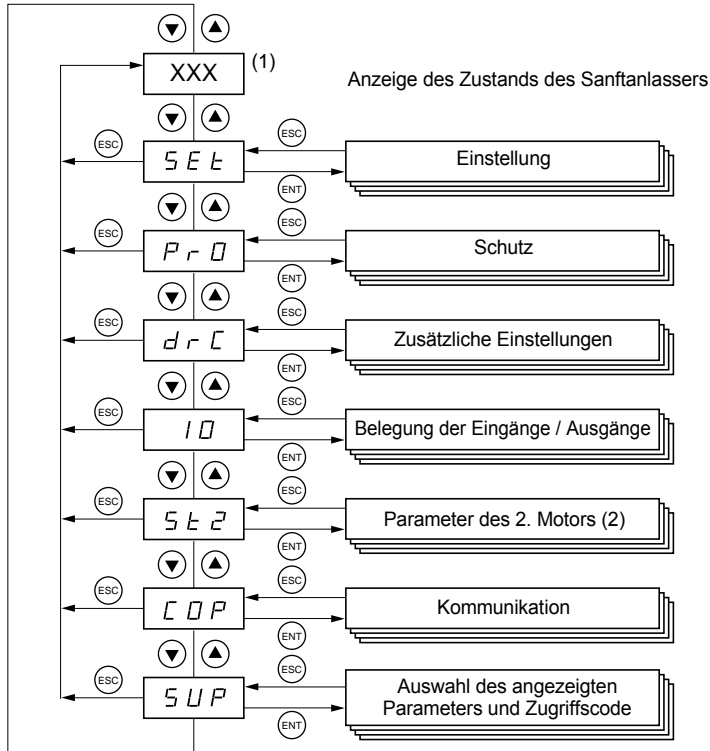 XXX (1)
Anzeige des Zustands des Sanftanlassers
ESC
ESC
SEt
Einstellung
ENT
ESC
ESC
PrO
Schutz
ENT
ESC
ESC
drC
Zusätzliche Einstellungen
ENT
ESC
ESC
IO
Belegung der Eingänge / Ausgänge
ENT
ESC
ESC
St2
Parameter des 2. Motors (2)
ENT
ESC
ESC
COP
Kommunikation
ENT
ESC
ESC
SUP
Auswahl des angezeigten
Parameters und Zugriffscode
ENT